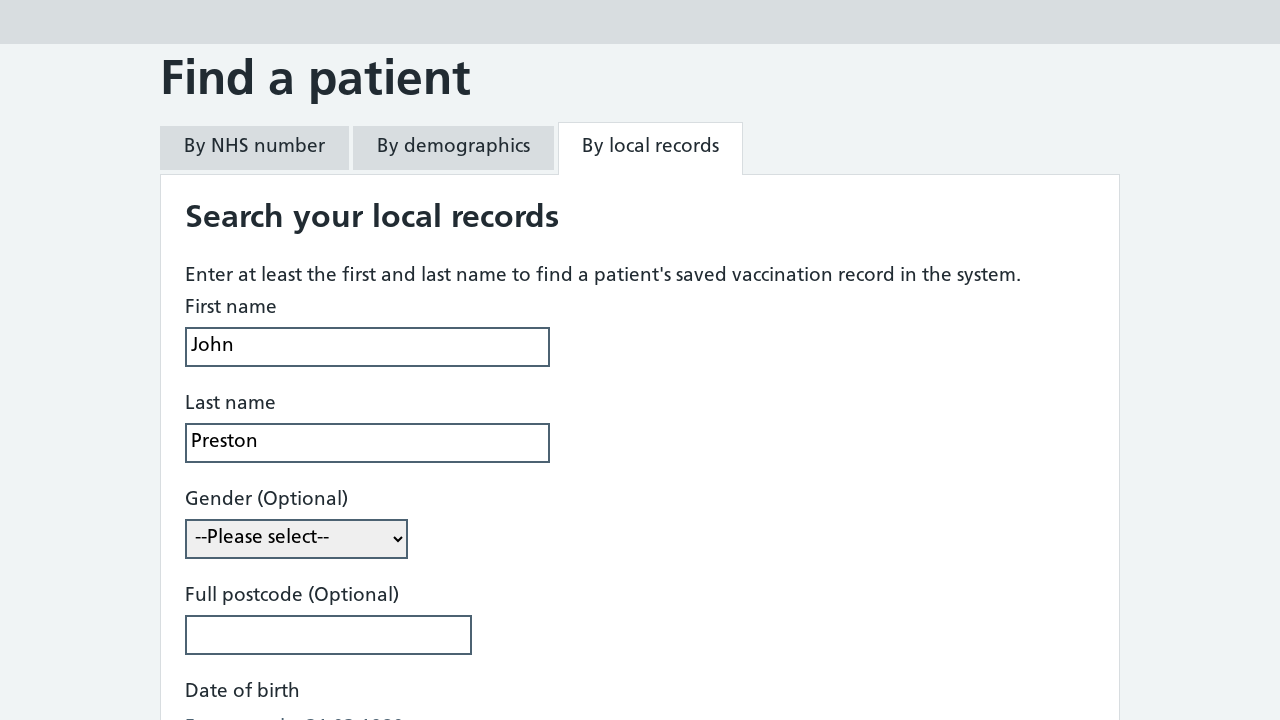 Find a patient
By NHS number
By demographics
By local records
Search your local records
Enter at least the first and last name to find a patient's saved vaccination record in the system.
First name
John
Last name
Preston
Gender (Optional)
--Please select--
Full postcode (Optional)
Date of birth